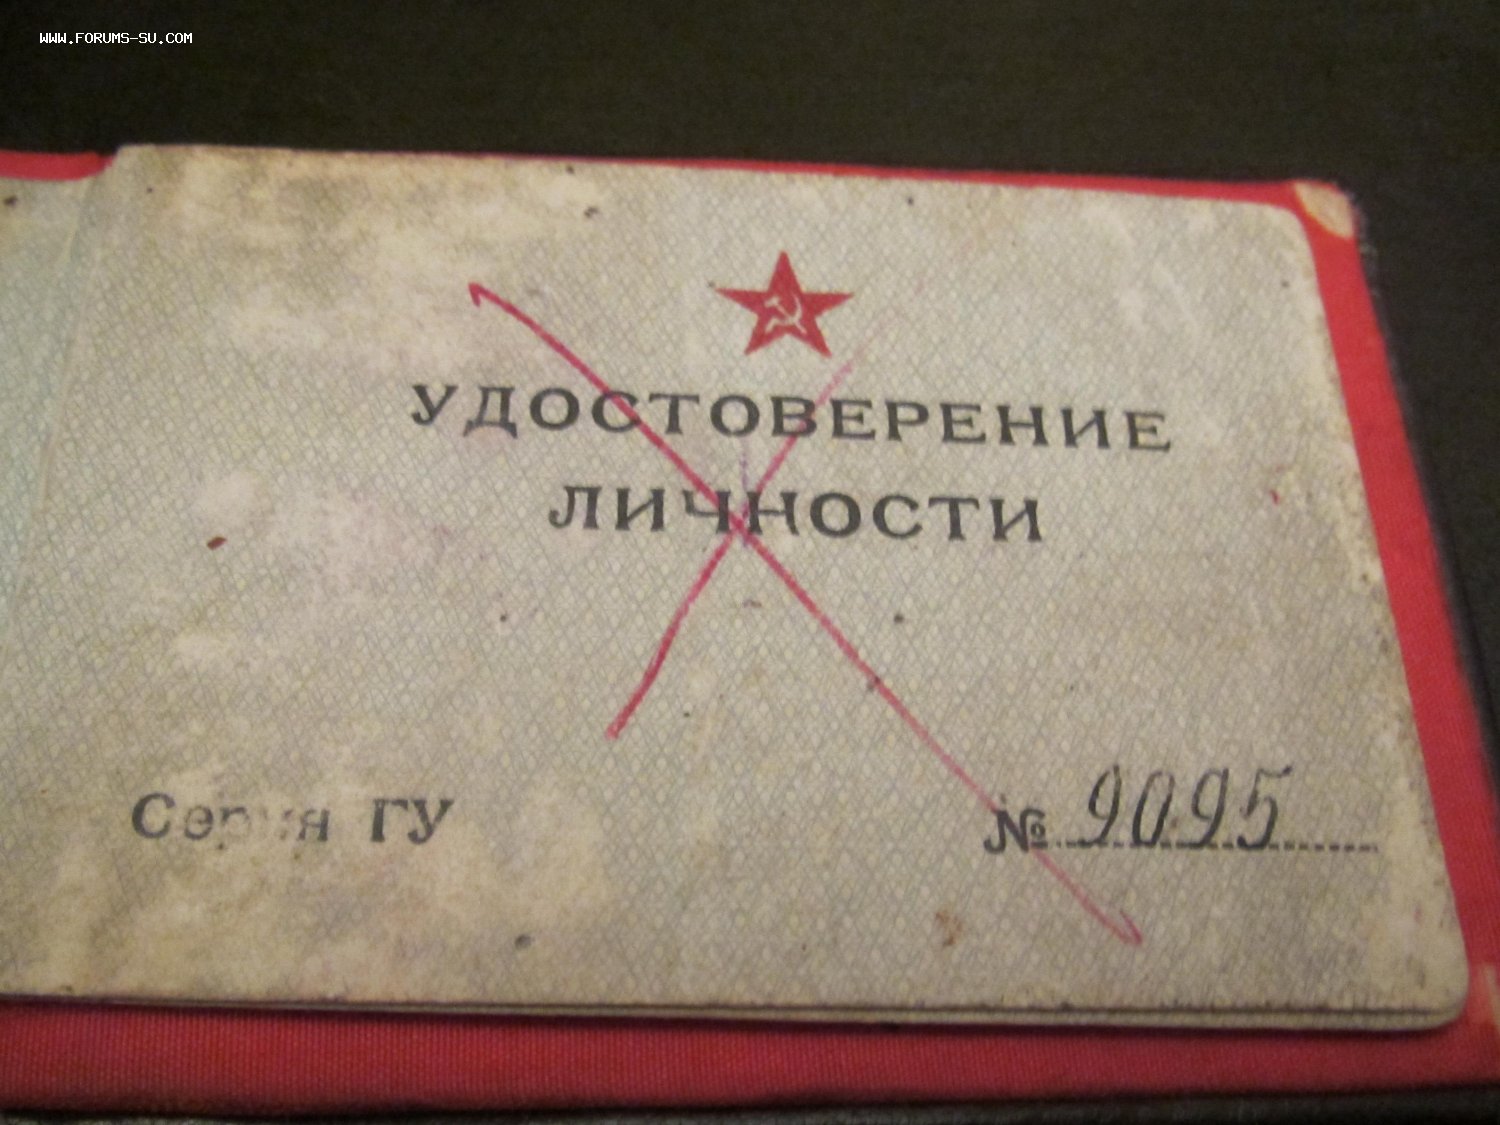 WWW.FORUMS-SU.COM
УДОСТОВЕРЕНИЕ
ЛИЧНОСТИ
Серия ГУ № 9095